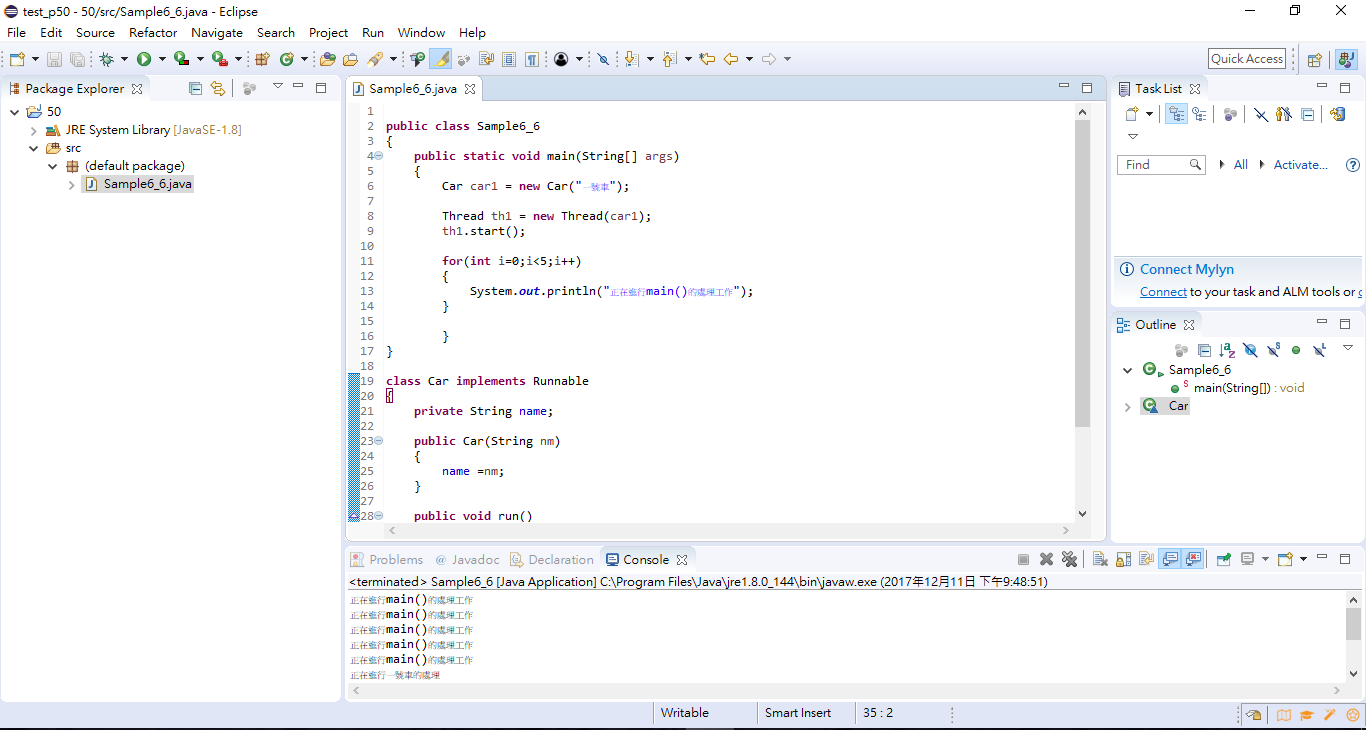 test_p50 - 50/src/Sample6_6.java - Eclipse
File Edit Source Refactor Navigate Search Project Run Window Help
Quick Access
Package Explorer
50
JRE System Library [JavaSE-1.8]
src
(default package)
Sample6_6.java
Sample6_6.java
1
2 public class Sample6_6
3 {
4 public static void main(String[] args)
5 {
6 Car car1 = new Car("一號車");
7
8 Thread th1 = new Thread(car1);
9 th1.start();
10
11 for(int i=0;i<5;i++)
12 {
13 System.out.println("正在進行main()的處理工作");
14 }
15
16 }
17 }
18
19 class Car implements Runnable
20 {
21 private String name;
22
23 public Car(String nm)
24 {
25 name =nm;
26 }
27
28 public void run()
Task List
Find All Activate...
Connect Mylyn
Connect to your task and ALM tools or
Outline
Sample6_6
main(String[]) : void
Car
Problems @ Javadoc Declaration Console
<terminated> Sample6_6 [Java Application] C:\Program Files\Java\jre1.8.0_144\bin\javaw.exe (2017年12月11日 下午9:48:51)
正在進行main()的處理工作
正在進行main()的處理工作
正在進行main()的處理工作
正在進行main()的處理工作
正在進行main()的處理工作
正在進行一號車的處理
Writable Smart Insert 35 : 2